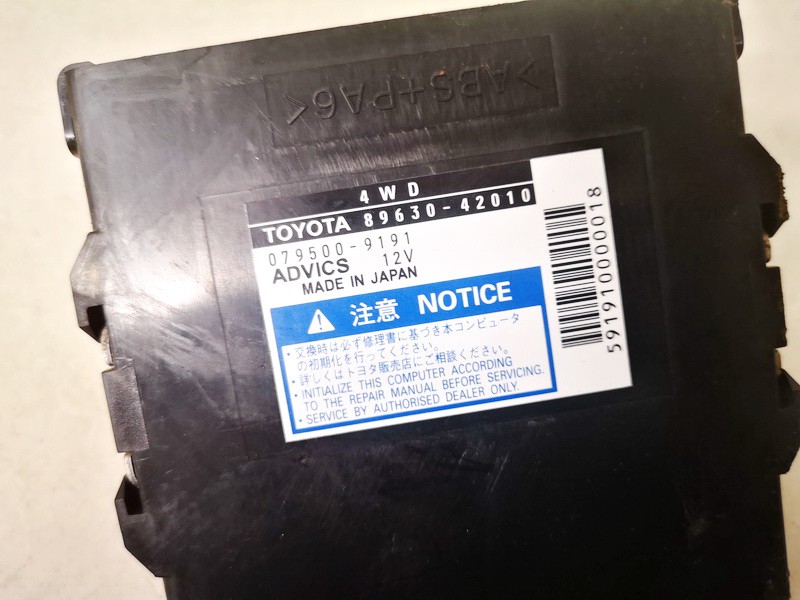 >ABS+PA6<
4WD
TOYOTA 89630-42010
079500-9191
ADVICS 12V
MADE IN JAPAN
注意 NOTICE
・交換時は必ず修理書に基づき本コンピュータ
の初期化を行ってください。
・詳しくはトヨタ販売店にご相談ください。
・INITIALIZE THIS COMPUTER ACCORDING
TO THE REPAIR MANUAL BEFORE SERVICING.
・SERVICE BY AUTHORISED DEALER ONLY.
59191000000018